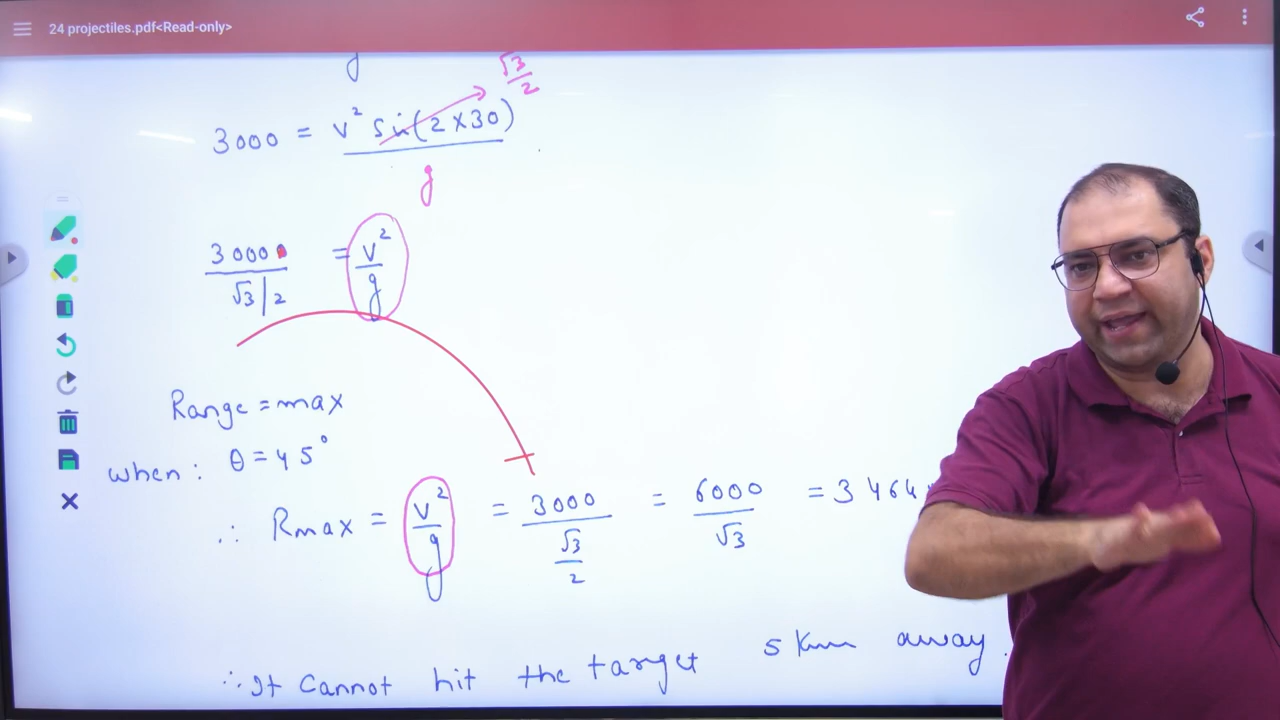 24 projectiles.pdf<Read-only>
g
√3/2
3000 = v² sin(2×30)
g
3000 / √3/2 = v²/g
Range = max
when: θ = 45°
∴ Rmax = v²/g = 3000 / √3/2 = 6000/√3 = 3464
∴ It cannot hit the target 5 km away.